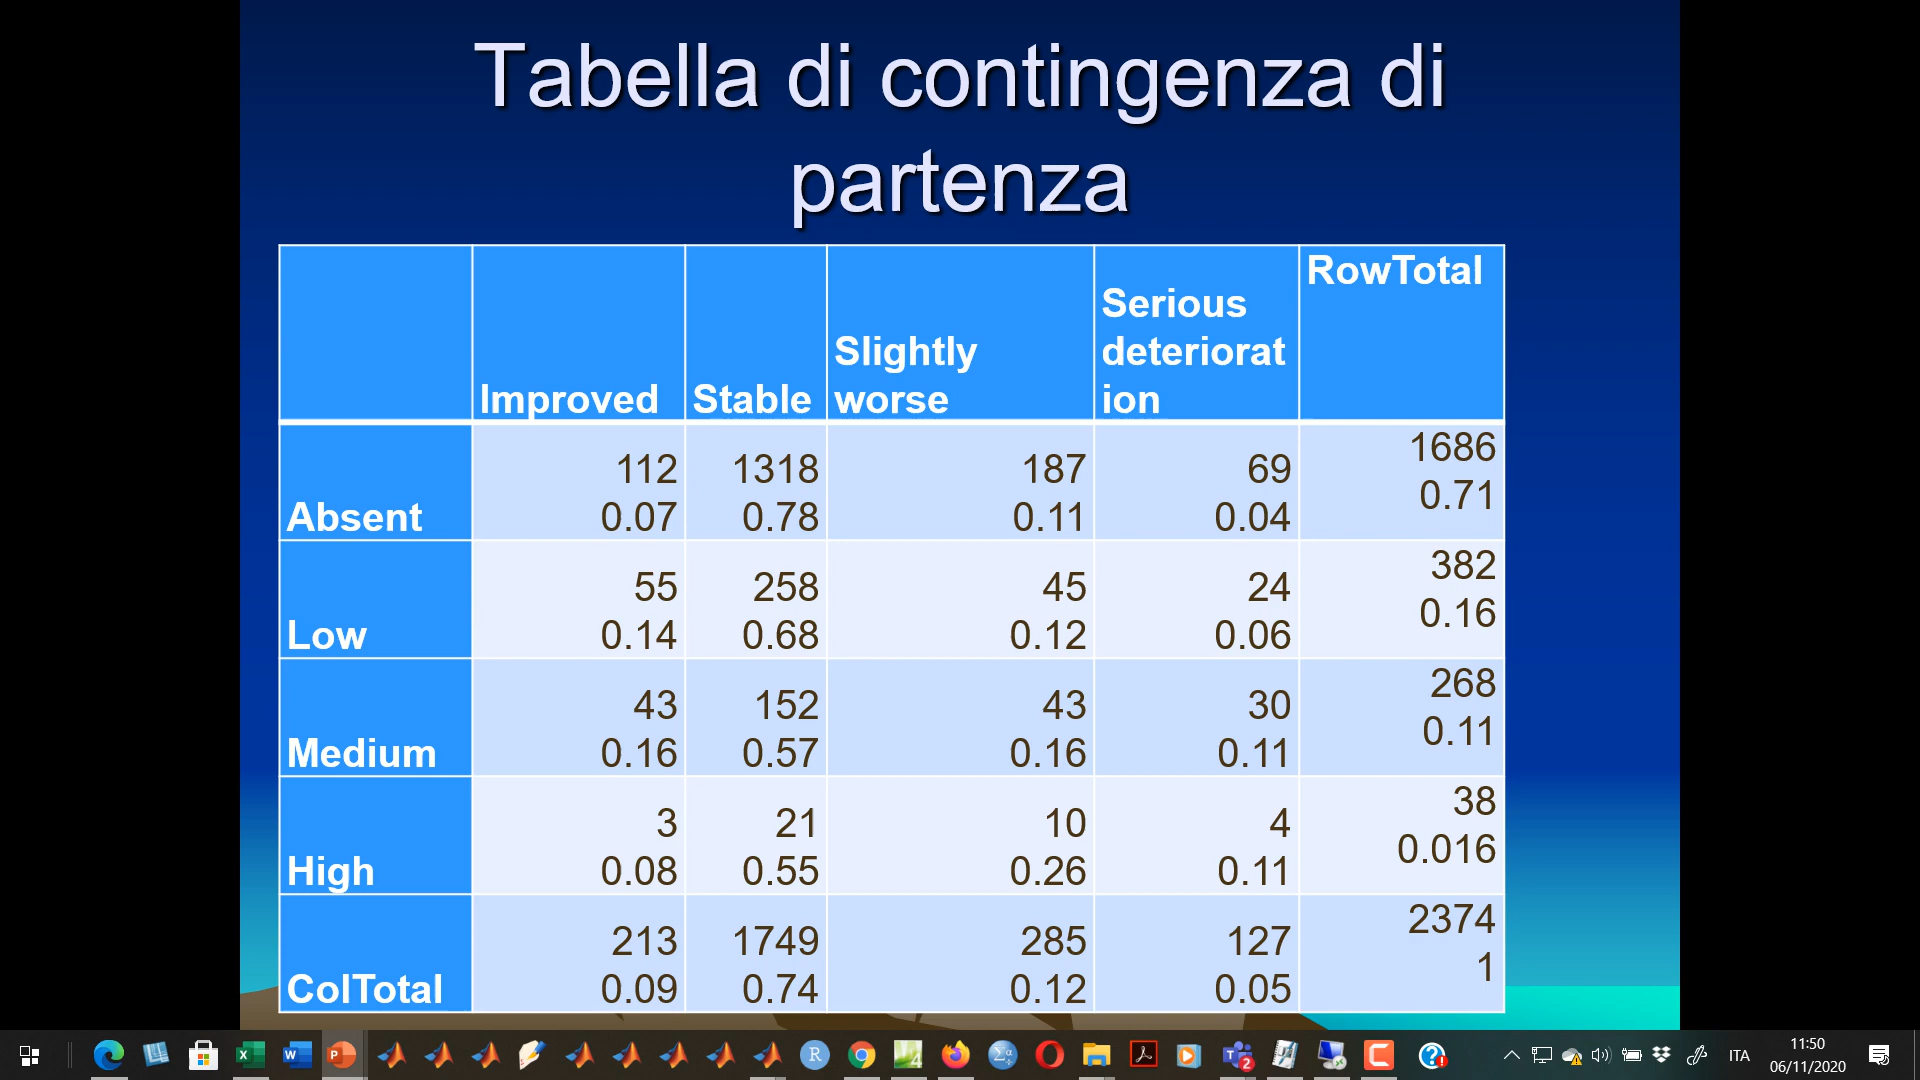 Tabella di contingenza di
partenza
Improved Stable Slightly worse Serious deteriorat ion RowTotal
Absent 112 1318 187 69 1686
0.07 0.78 0.11 0.04 0.71
Low 55 258 45 24 382
0.14 0.68 0.12 0.06 0.16
Medium 43 152 43 30 268
0.16 0.57 0.16 0.11 0.11
High 3 21 10 4 38
0.08 0.55 0.26 0.11 0.016
ColTotal 213 1749 285 127 2374
0.09 0.74 0.12 0.05 1
ITA
11:50
06/11/2020